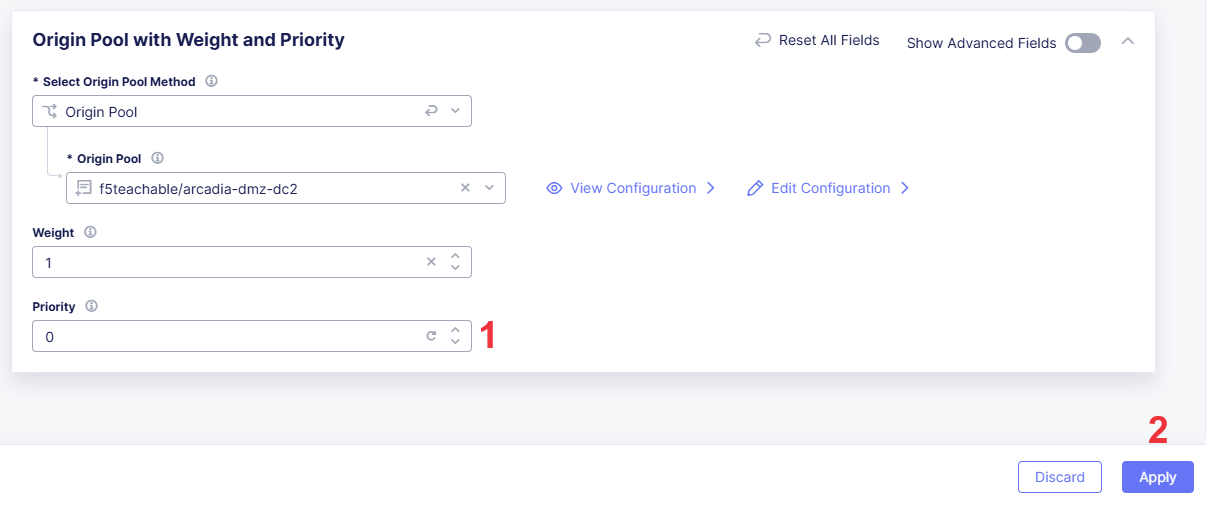 Origin Pool with Weight and Priority
Reset All Fields
Show Advanced Fields
* Select Origin Pool Method
Origin Pool
* Origin Pool
f5teachable/arcadia-dmz-dc2
View Configuration
Edit Configuration
Weight
1
Priority
0
1
2
Discard
Apply